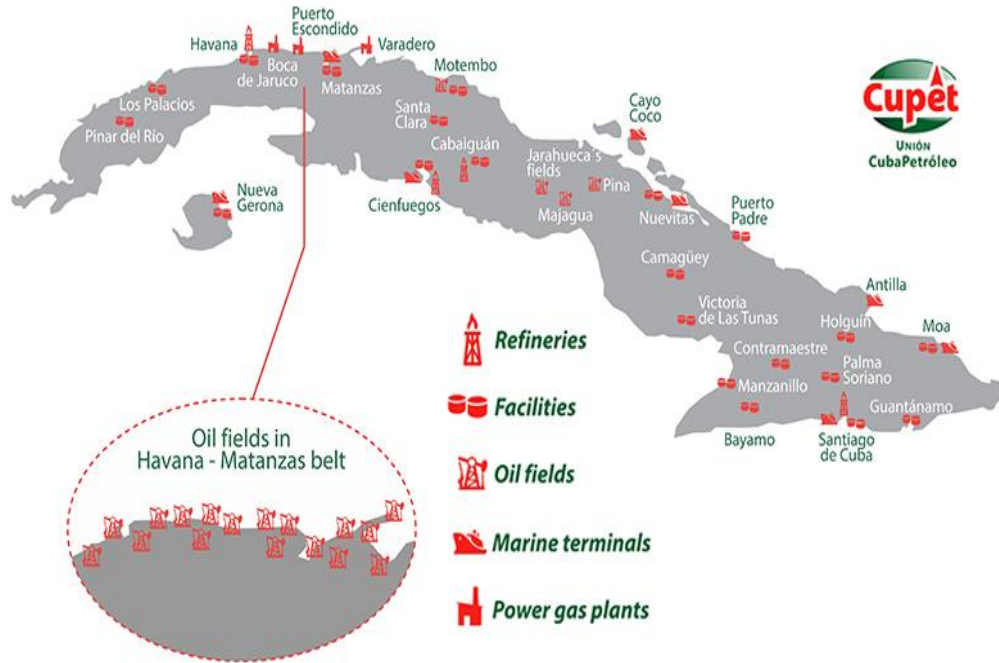 Puerto
Escondido
Havana
Varadero
Boca
de Jaruco
Matanzas
Motembo
Los Palacios
Pinar del Río
Santa
Clara
Cabaiguán
Cayo
Coco
Cupet
UNIÓN
CubaPetróleo
Jarahueca´s
fields
Pina
Majagua
Nueva
Gerona
Cienfuegos
Nuevitas
Puerto
Padre
Camagüey
Antilla
Victoria
de Las Tunas
Holguin
Moa
Contramaestre
Palma
Soriano
Manzanillo
Guantánamo
Bayamo
Santiago
de Cuba
Refineries
Facilities
Oil fields
Marine terminals
Power gas plants
Oil fields in
Havana - Matanzas belt